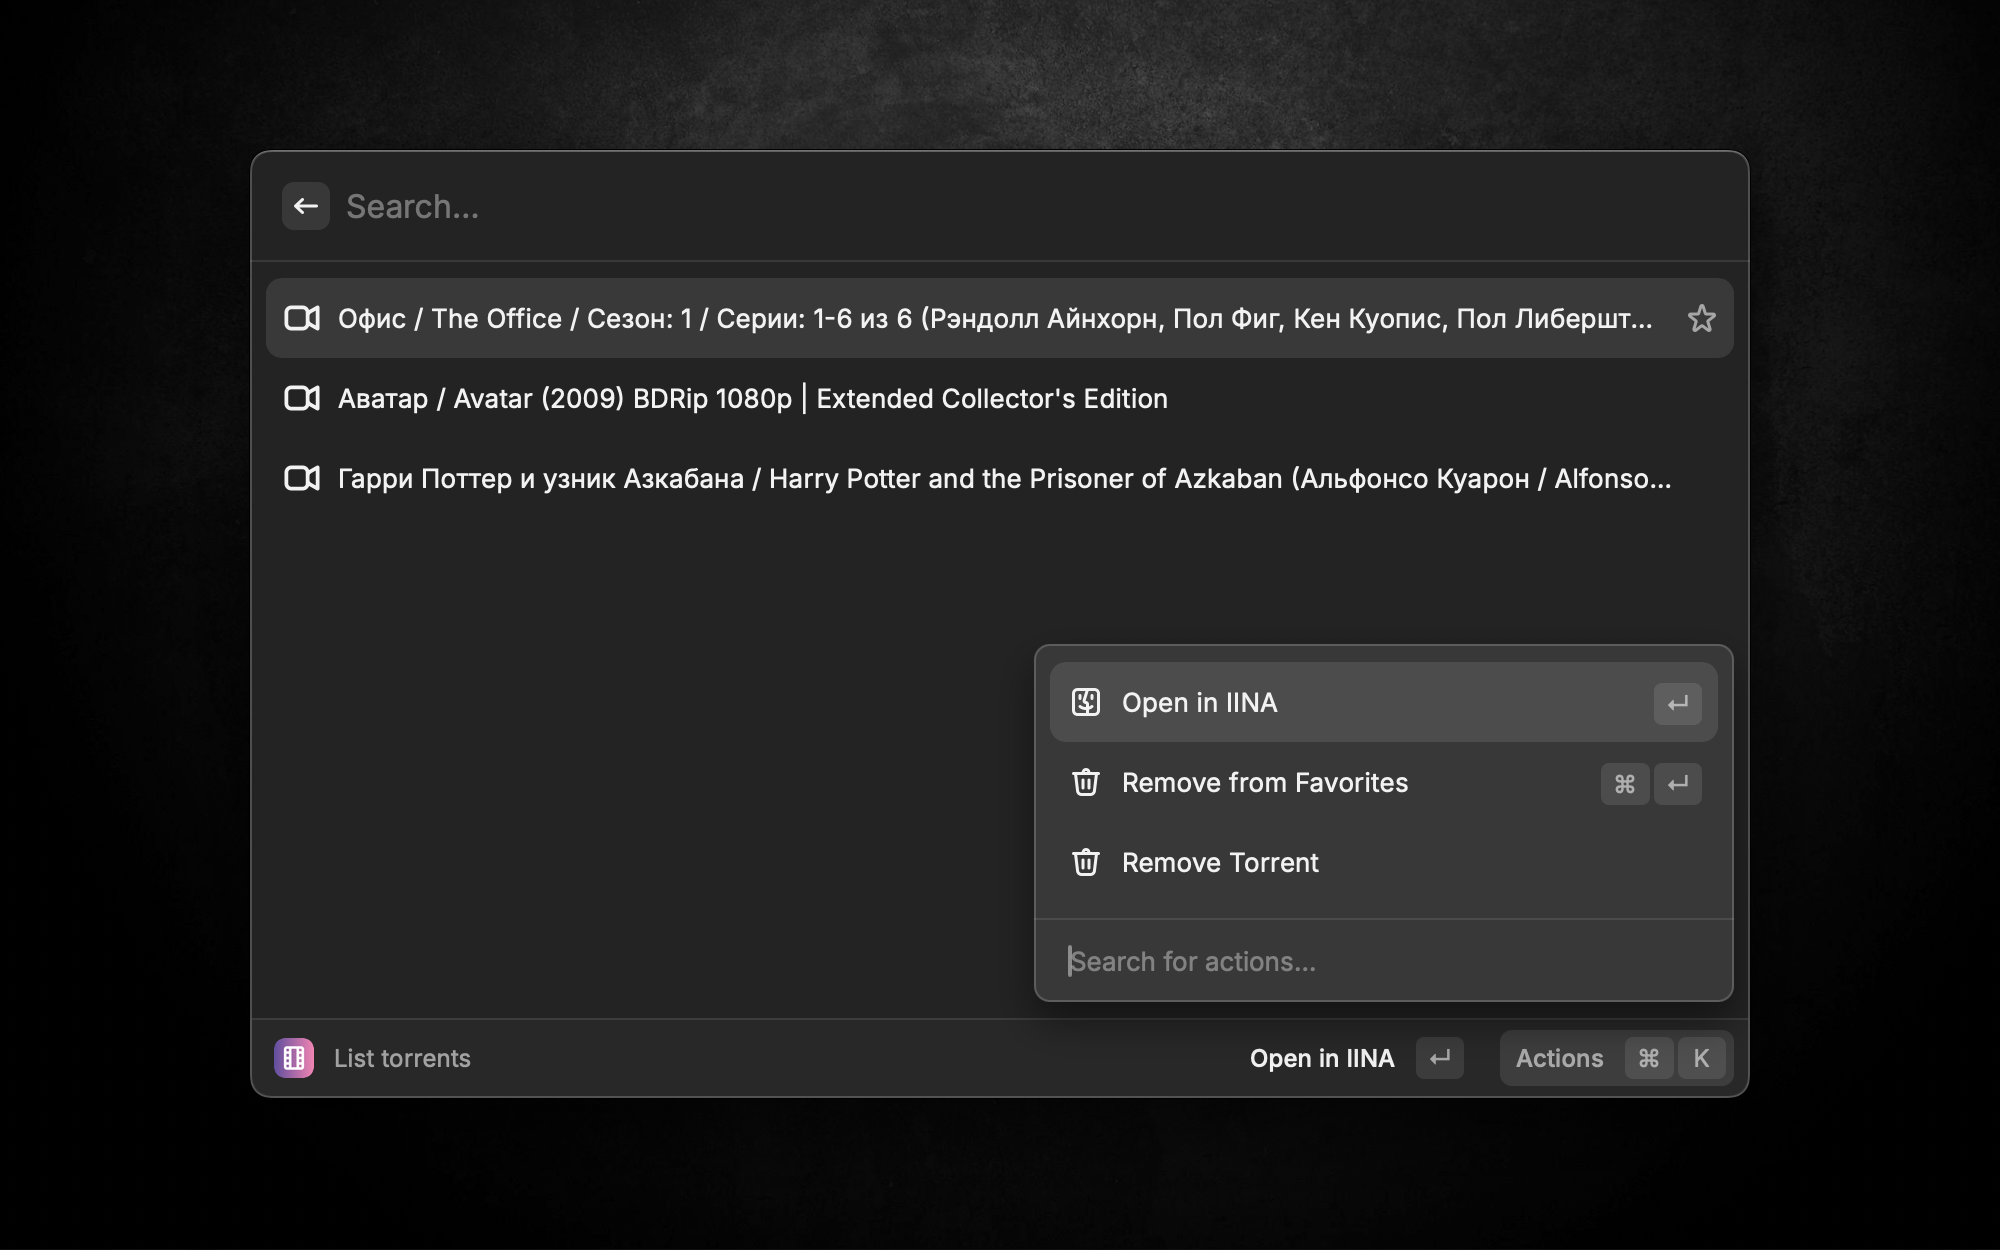 Search...
Офис / The Office / Сезон: 1 / Серии: 1-6 из 6 (Рэндолл Айнхорн, Пол Фиг, Кен Куопис, Пол Либершт...
Аватар / Avatar (2009) BDRip 1080p | Extended Collector's Edition
Гарри Поттер и узник Азкабана / Harry Potter and the Prisoner of Azkaban (Альфонсо Куарон / Alfonso...
Open in IINA
Remove from Favorites ⌘
Remove Torrent
Search for actions...
List torrents Open in IINA Actions ⌘ K